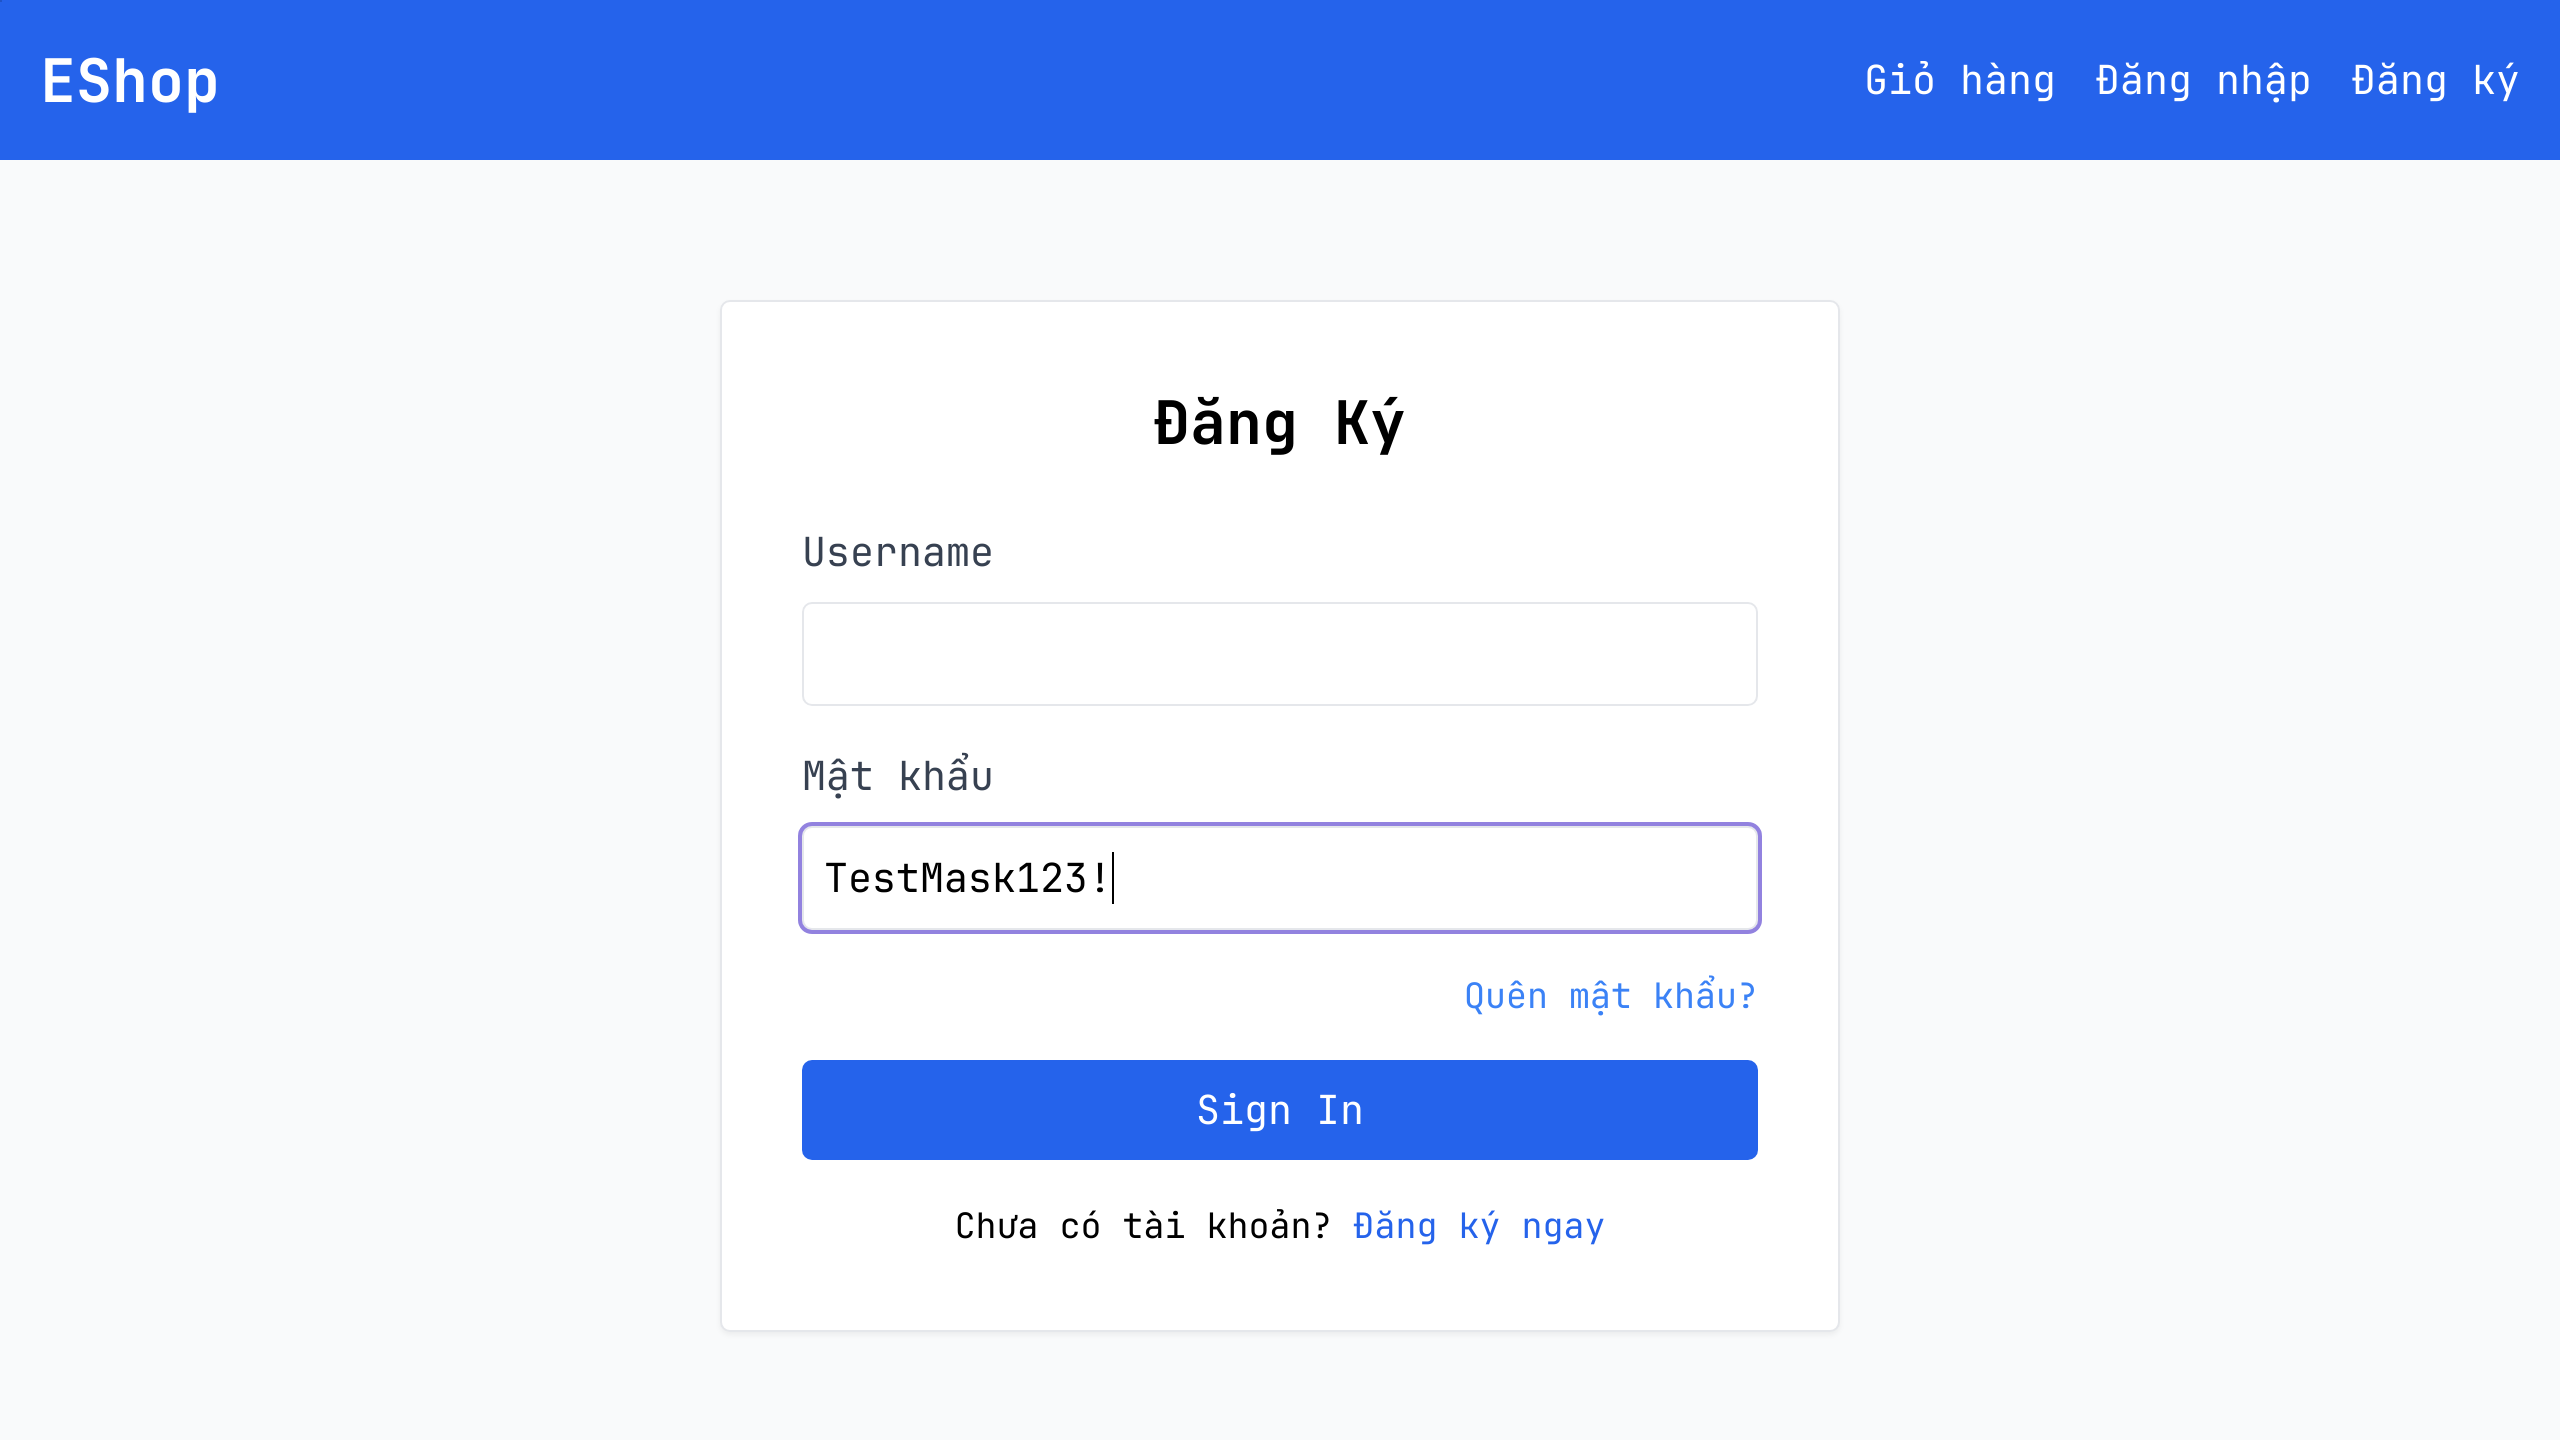 EShop
Giỏ hàng Đăng nhập Đăng ký
Đăng Ký
Username
Mật khẩu
TestMask123!
Quên mật khẩu?
Sign In
Chưa có tài khoản? Đăng ký ngay